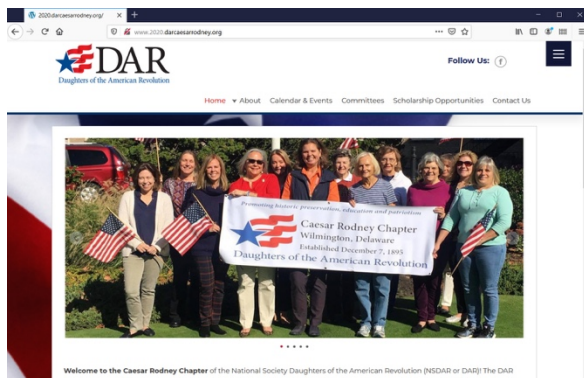 2020.darcaesarrodney.org/
www.2020.darcaesarrodney.org
DAR
Daughters of the American Revolution
Follow Us:
Home About Calendar & Events Committees Scholarship Opportunities Contact Us
Promoting historic preservation, education and patriotism
Caesar Rodney Chapter
Wilmington, Delaware
Established December 7, 1895
Daughters of the American Revolution
Welcome to the Caesar Rodney Chapter of the National Society Daughters of the American Revolution (NSDAR or DAR)! The DAR